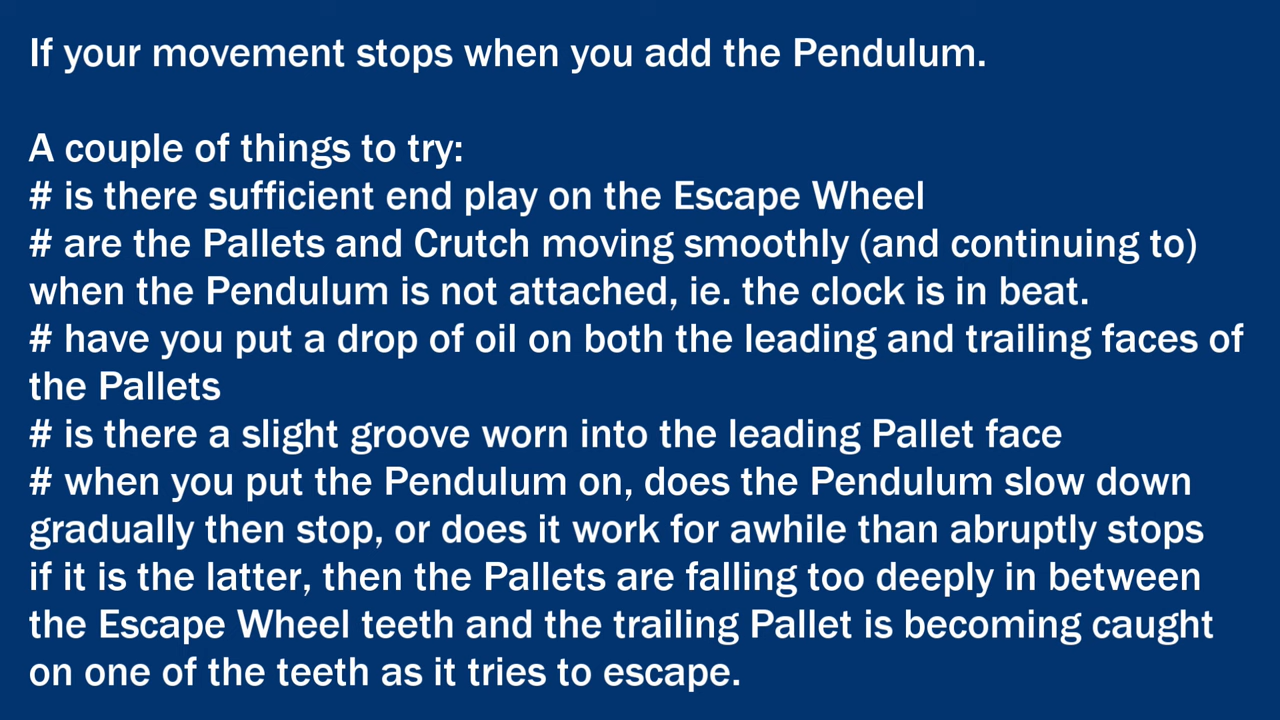 If your movement stops when you add the Pendulum.
A couple of things to try:
# is there sufficient end play on the Escape Wheel
# are the Pallets and Crutch moving smoothly (and continuing to)
when the Pendulum is not attached, ie. the clock is in beat.
# have you put a drop of oil on both the leading and trailing faces of
the Pallets
# is there a slight groove worn into the leading Pallet face
# when you put the Pendulum on, does the Pendulum slow down
gradually then stop, or does it work for awhile than abruptly stops
if it is the latter, then the Pallets are falling too deeply in between
the Escape Wheel teeth and the trailing Pallet is becoming caught
on one of the teeth as it tries to escape.